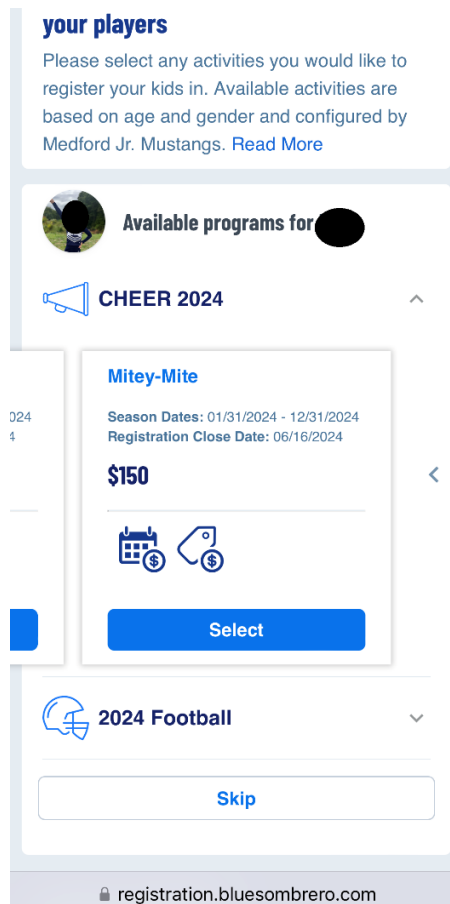 your players
Please select any activities you would like to
register your kids in. Available activities are
based on age and gender and configured by
Medford Jr. Mustangs. Read More
Available programs for
CHEER 2024
024
4
Mitey-Mite
Season Dates: 01/31/2024 - 12/31/2024
Registration Close Date: 06/16/2024
$150
Select
2024 Football
Skip
registration.bluesombrero.com